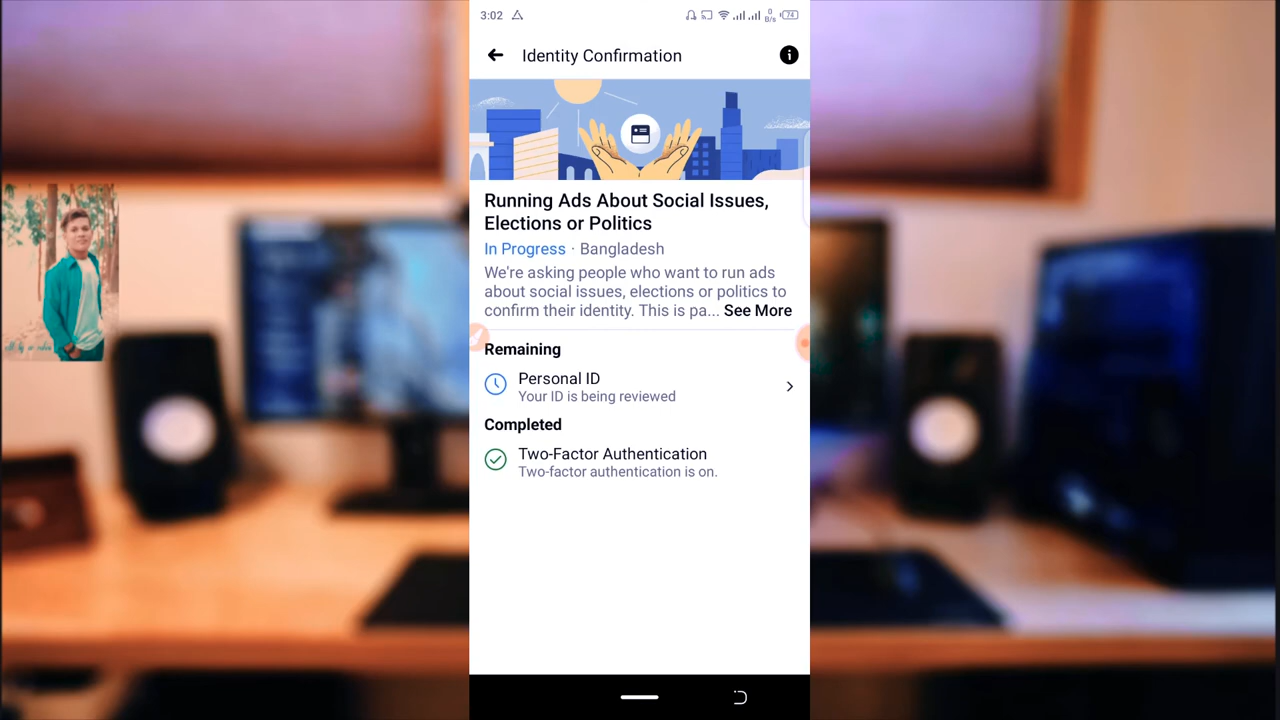 3:02
0
B/s
74
Identity Confirmation
Running Ads About Social Issues,
Elections or Politics
In Progress · Bangladesh
We're asking people who want to run ads
about social issues, elections or politics to
confirm their identity. This is pa... See More
Remaining
Personal ID
Your ID is being reviewed
Completed
Two-Factor Authentication
Two-factor authentication is on.